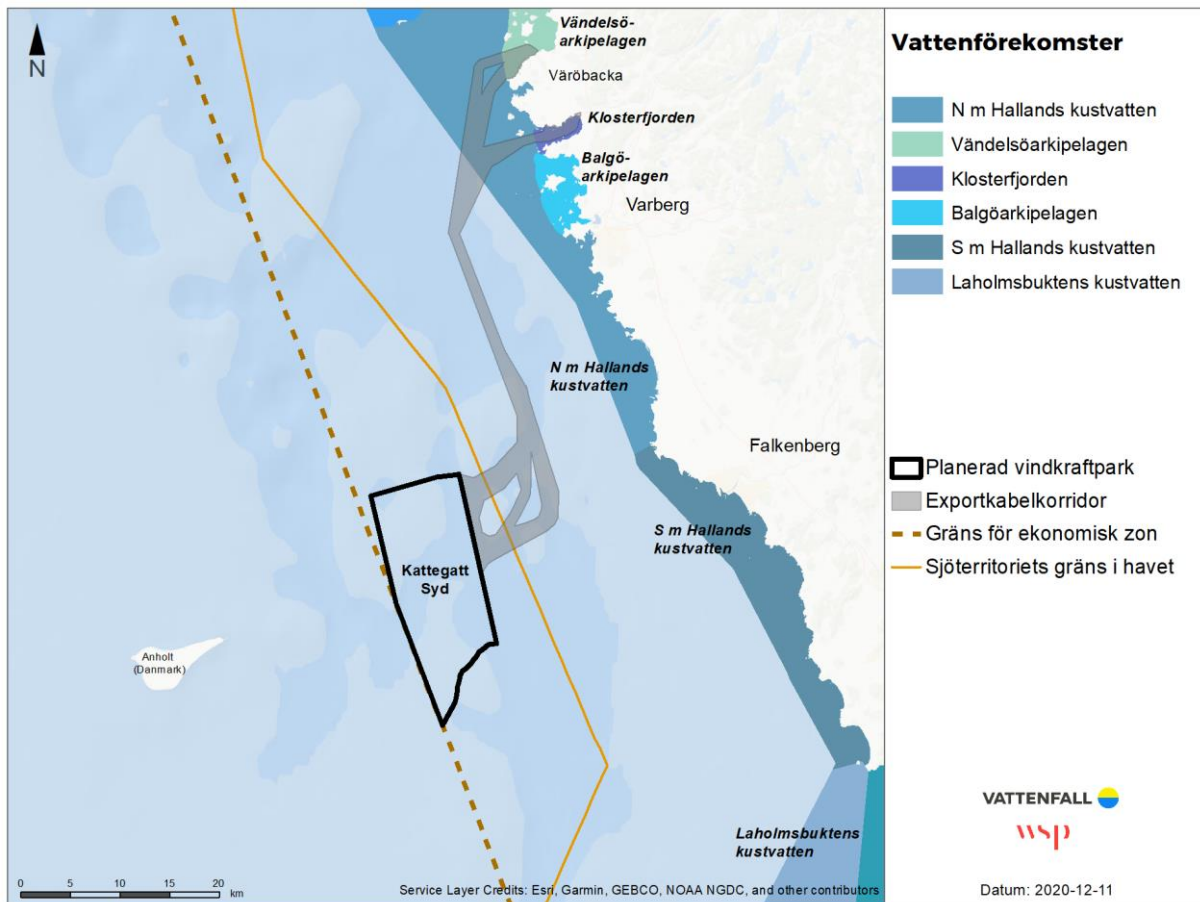 N
Vändelsö-
arkipelagen
Väröbacka
Klosterfjorden
Balgö-
arkipelagen
Varberg
N m Hallands
kustvatten
Falkenberg
S m Hallands
kustvatten
Kattegatt
Syd
Anholt
(Danmark)
Laholmsbuktens
kustvatten
0 5 10 15 20
km
Service Layer Credits: Esri, Garmin, GEBCO, NOAA NGDC, and other contributors
Vattenförekomster
N m Hallands kustvatten
Vändelsöarkipelagen
Klosterfjorden
Balgöarkipelagen
S m Hallands kustvatten
Laholmsbuktens kustvatten
Planerad vindkraftpark
Exportkabelkorridor
Gräns för ekonomisk zon
Sjöterritoriets gräns i havet
VATTENFALL
wsp
Datum: 2020-12-11